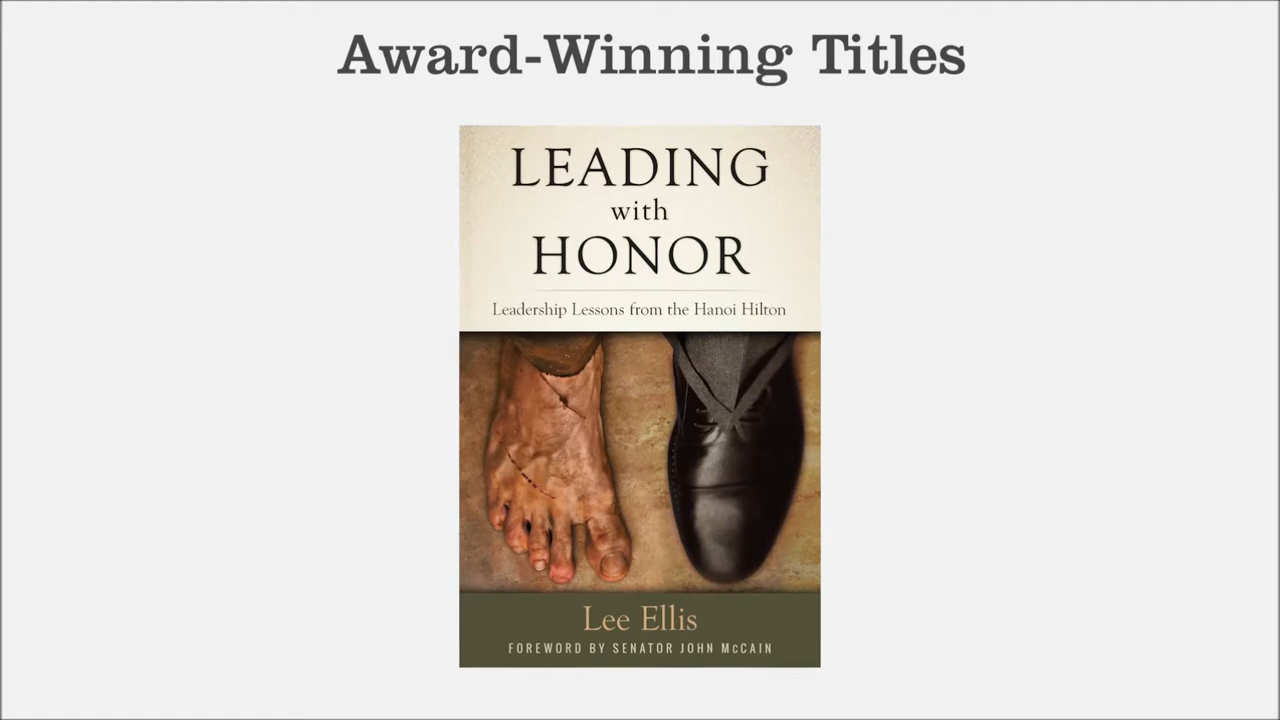 Award-Winning Titles
LEADING
with
HONOR
Leadership Lessons from the Hanoi Hilton
Lee Ellis
FOREWORD BY SENATOR JOHN McCAIN